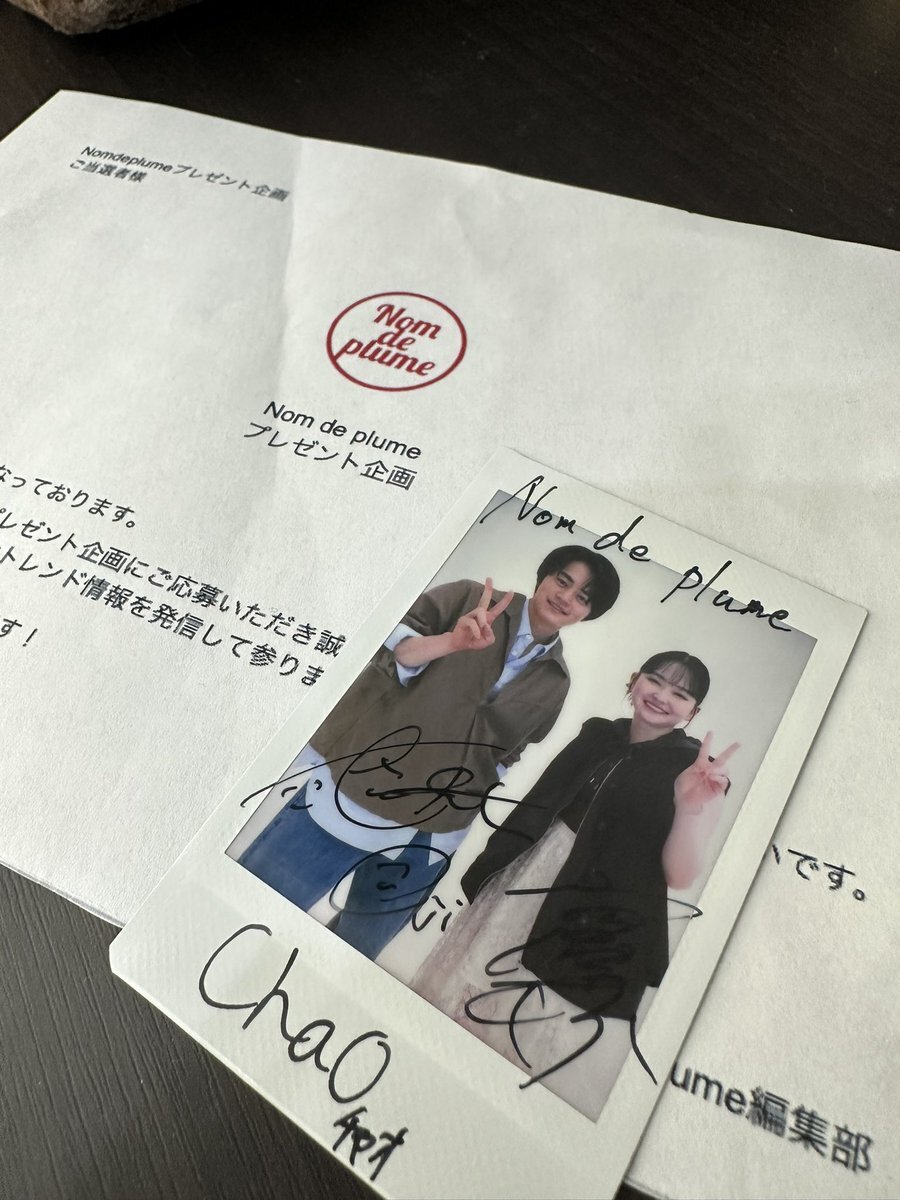 Nomdeplumeプレゼント企画
ご当選者様
Nom
de
plume
Nom de plume
プレゼント企画
なっております。
プレゼント企画にご応募いただき誠
トレンド情報を発信して参りま
す！
Nom de plume
いです。
ChaO
ume編集部